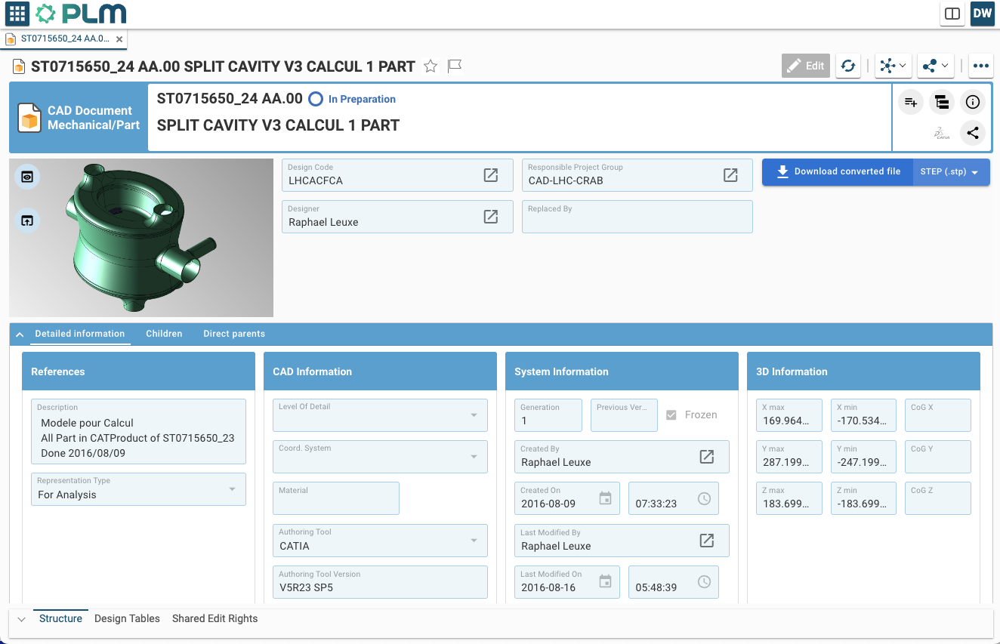 PLM
DW
ST0715650_24 AA.0...
ST0715650_24 AA.00 SPLIT CAVITY V3 CALCUL 1 PART
Edit
CAD Document
Mechanical/Part
ST0715650_24 AA.00 In Preparation
SPLIT CAVITY V3 CALCUL 1 PART
CATIA
Design Code
LHCACFCA
Responsible Project Group
CAD-LHC-CRAB
Download converted file STEP (.stp)
Designer
Raphael Leuxe
Replaced By
Detailed information Children Direct parents
References
Description
Modele pour Calcul
All Part in CATProduct of ST0715650_23
Done 2016/08/09
Representation Type
For Analysis
CAD Information
Level Of Detail
Coord. System
Material
Authoring Tool
CATIA
Authoring Tool Version
V5R23 SP5
System Information
Generation
1
Previous Ver...
Frozen
Created By
Raphael Leuxe
Created On
2016-08-09 07:33:23
Last Modified By
Raphael Leuxe
Last Modified On
2016-08-16 05:48:39
3D Information
X max
169.964...
X min
-170.534...
CoG X
Y max
287.199...
Y min
-247.199...
CoG Y
Z max
183.699...
Z min
-183.699...
CoG Z
Structure Design Tables Shared Edit Rights